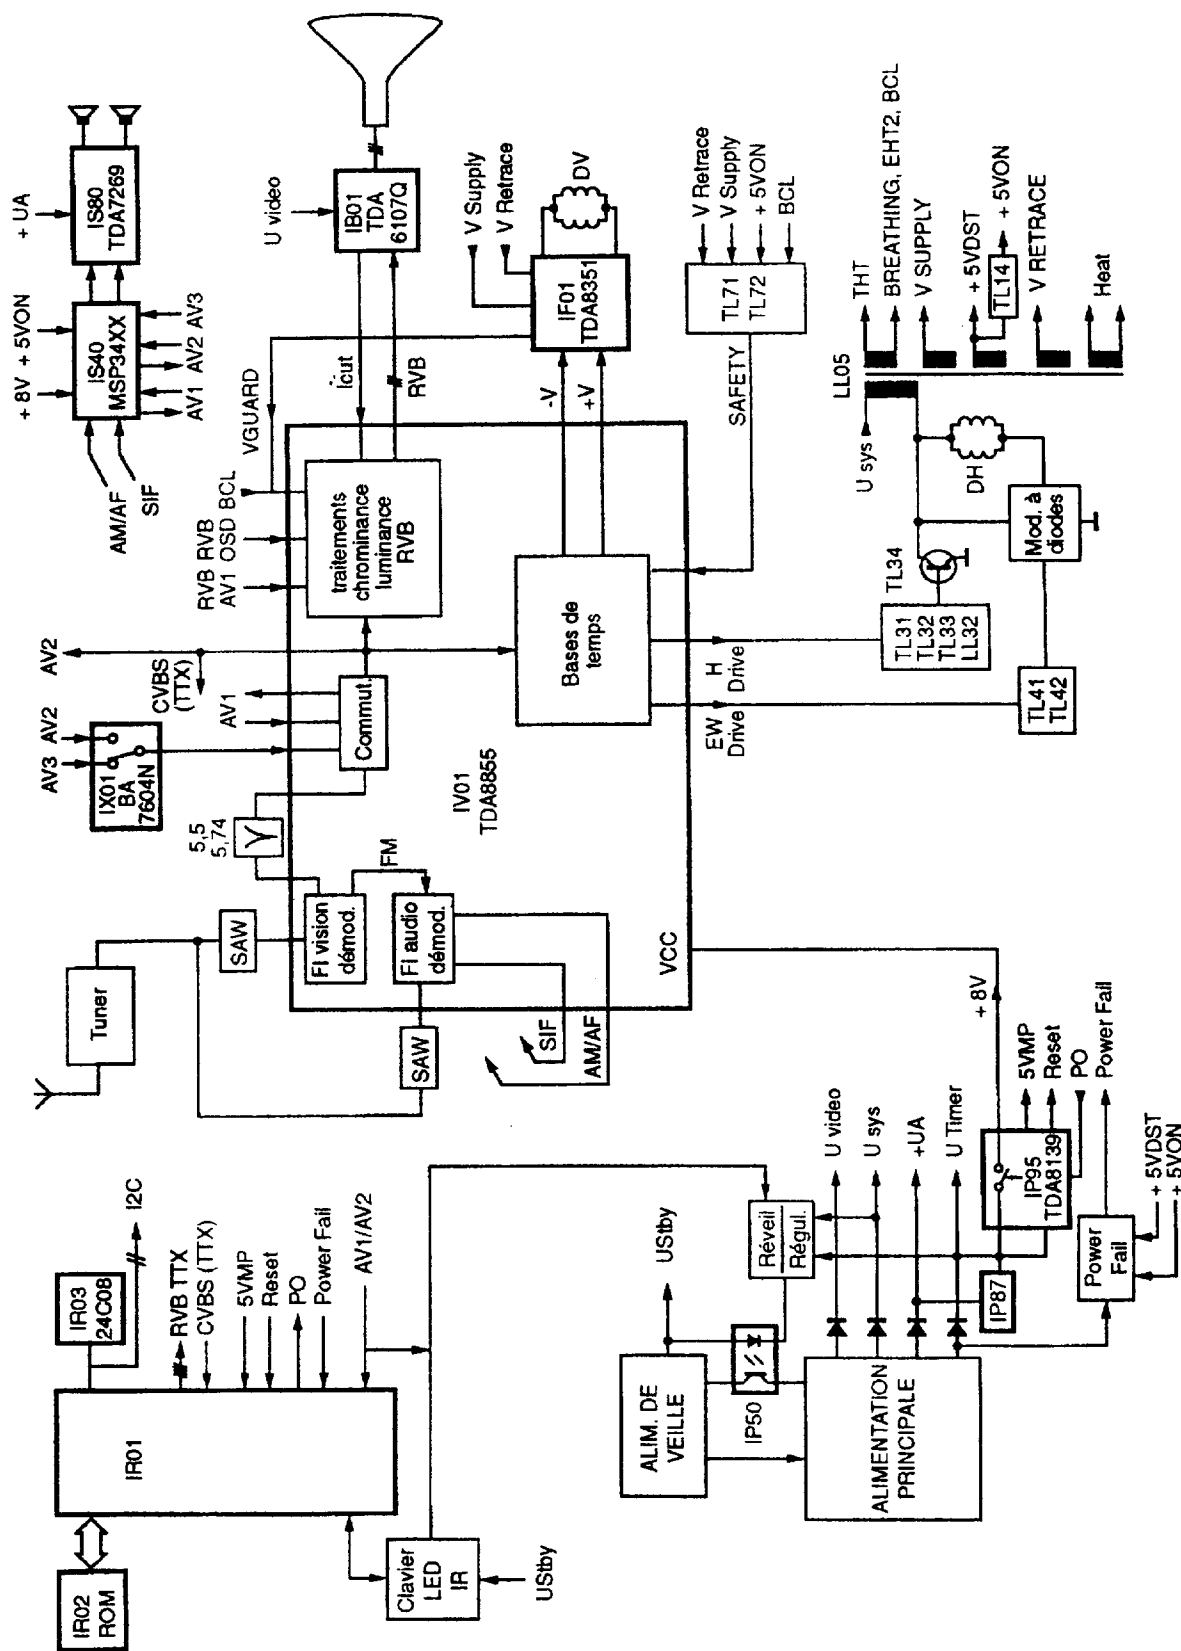 IR02
ROM
IR01
IR03
24C08
I2C
RVB TTX
CVBS (TTX)
5VMP
Reset
PO
Power Fail
AV1/AV2
Clavier
LED
IR
UStby
Tuner
SAW
SAW
5,5
5,74
FI vision
démod.
FM
FI audio
démod.
SIF
AM/AF
VCC
IV01
TDA8855
AV3
AV2
IX01
BA
7604N
Commut.
AV1
CVBS
(TTX)
AV2
RVB RVB
AV1 OSD BCL
VGUARD
traitements
chrominance
luminance
RVB
Icut
RVB
Bases de
temps
-V
+V
EW
Drive
H
Drive
SAFETY
+ 8V + 5VON
+ UA
IS40
MSP34XX
IS80
TDA7269
AM/AF
SIF
AV1 AV2 AV3
U video
IB01
TDA
6107Q
V Supply
V Retrace
IF01
TDA8351
DV
TL71
TL72
V Retrace
V Supply
+ 5VON
BCL
ALIM. DE
VEILLE
UStby
IP50
Réveil
Régul.
ALIMENTATION
PRINCIPALE
U video
U sys
+UA
U Timer
IP87
+ 8V
IP95
TDA8139
5VMP
Reset
PO
Power
Fail
Power Fail
+ 5VDST
+ 5VON
TL41
TL42
TL31
TL32
TL33
LL32
TL34
Mod. à
diodes
DH
U sys
LL05
THT
BREATHING, EHT2, BCL
V SUPPLY
+ 5VDST
TL14
+ 5VON
V RETRACE
Heat